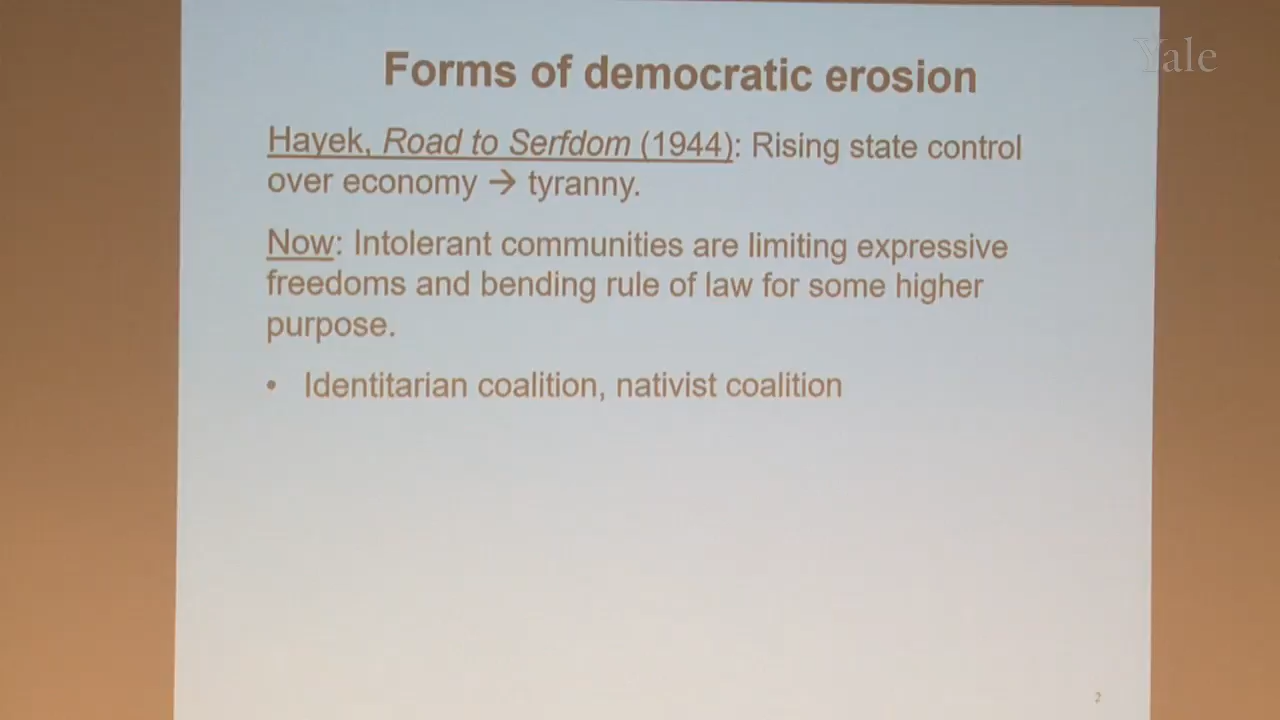 Yale
Forms of democratic erosion
Hayek, Road to Serfdom (1944): Rising state control
over economy → tyranny.
Now: Intolerant communities are limiting expressive
freedoms and bending rule of law for some higher
purpose.
• Identitarian coalition, nativist coalition
2